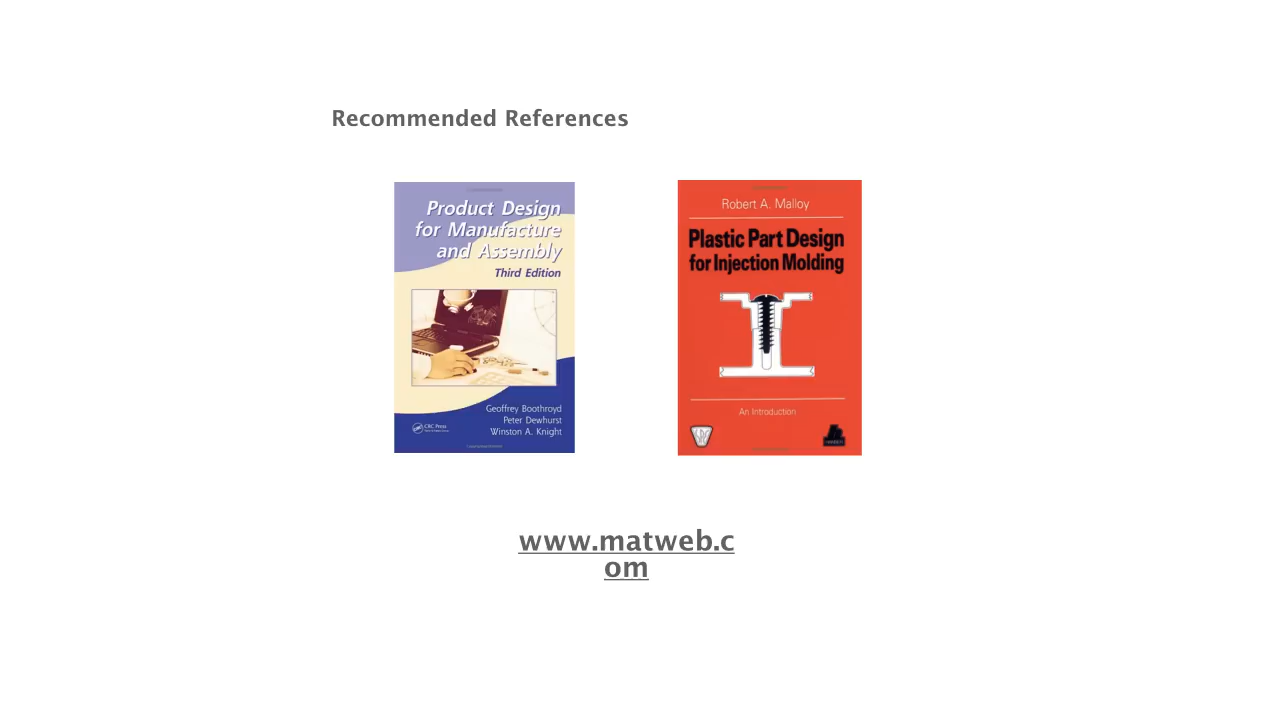 Recommended References
Product Design
for Manufacture
and Assembly
Third Edition
Geoffrey Boothroyd
Peter Dewhurst
Winston A. Knight
CRC Press
Robert A. Malloy
Plastic Part Design
for Injection Molding
An Introduction
www.matweb.c
om